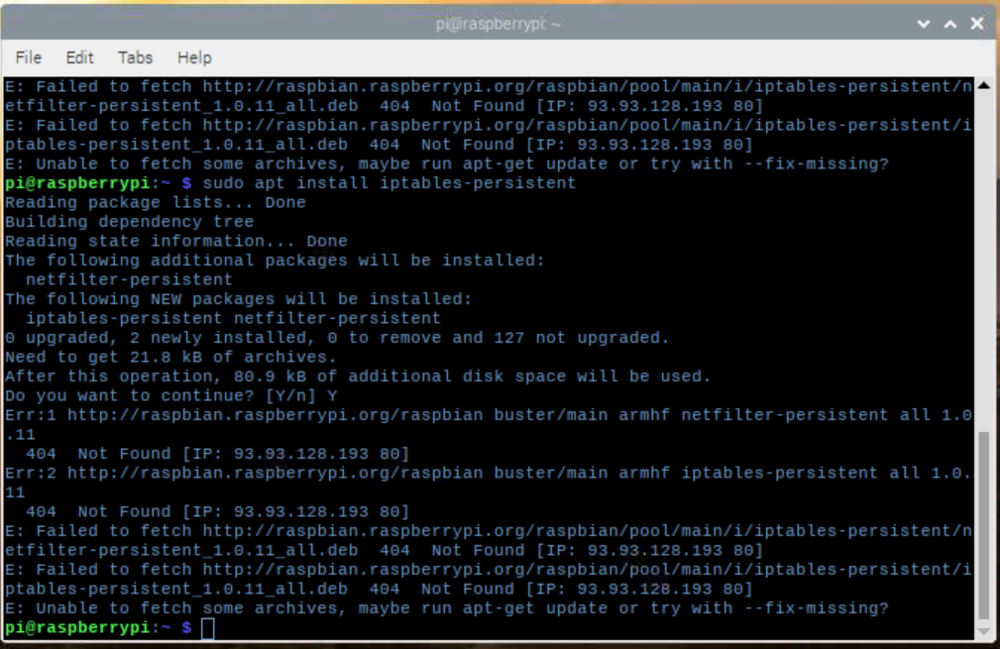 pi@raspberrypi: ~
File Edit Tabs Help
E: Failed to fetch http://raspbian.raspberrypi.org/raspbian/pool/main/i/iptables-persistent/n
etfilter-persistent_1.0.11_all.deb  404  Not Found [IP: 93.93.128.193 80]
E: Failed to fetch http://raspbian.raspberrypi.org/raspbian/pool/main/i/iptables-persistent/i
ptables-persistent_1.0.11_all.deb  404  Not Found [IP: 93.93.128.193 80]
E: Unable to fetch some archives, maybe run apt-get update or try with --fix-missing?
pi@raspberrypi:~ $ sudo apt install iptables-persistent
Reading package lists... Done
Building dependency tree
Reading state information... Done
The following additional packages will be installed:
  netfilter-persistent
The following NEW packages will be installed:
  iptables-persistent netfilter-persistent
0 upgraded, 2 newly installed, 0 to remove and 127 not upgraded.
Need to get 21.8 kB of archives.
After this operation, 80.9 kB of additional disk space will be used.
Do you want to continue? [Y/n] Y
Err:1 http://raspbian.raspberrypi.org/raspbian buster/main armhf netfilter-persistent all 1.0
.11
  404  Not Found [IP: 93.93.128.193 80]
Err:2 http://raspbian.raspberrypi.org/raspbian buster/main armhf iptables-persistent all 1.0.
11
  404  Not Found [IP: 93.93.128.193 80]
E: Failed to fetch http://raspbian.raspberrypi.org/raspbian/pool/main/i/iptables-persistent/n
etfilter-persistent_1.0.11_all.deb  404  Not Found [IP: 93.93.128.193 80]
E: Failed to fetch http://raspbian.raspberrypi.org/raspbian/pool/main/i/iptables-persistent/i
ptables-persistent_1.0.11_all.deb  404  Not Found [IP: 93.93.128.193 80]
E: Unable to fetch some archives, maybe run apt-get update or try with --fix-missing?
pi@raspberrypi:~ $